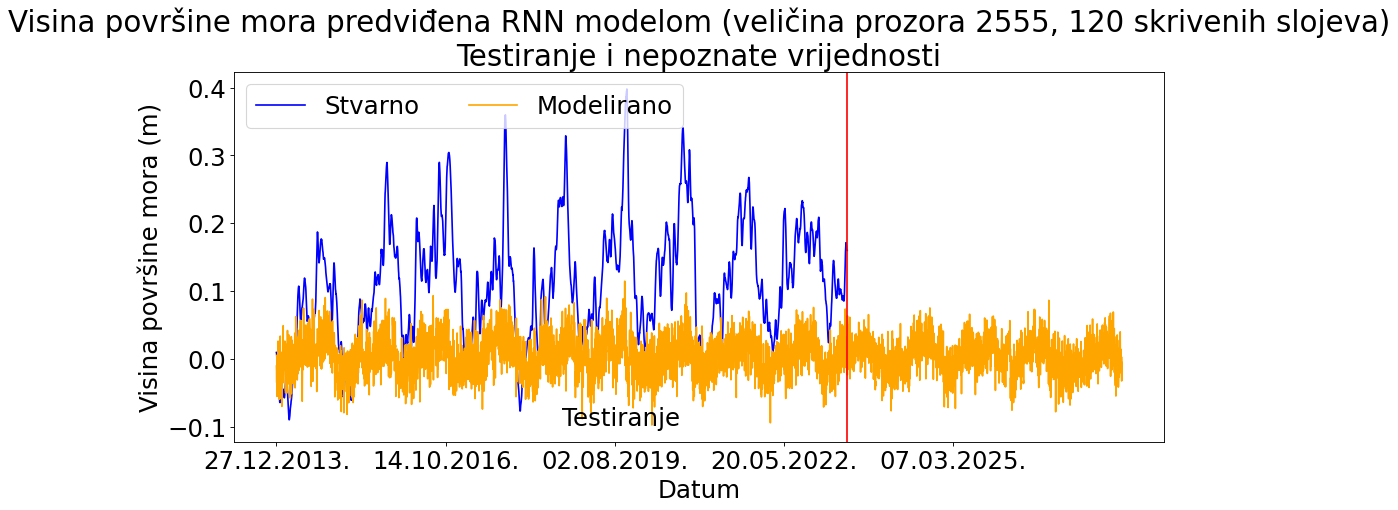 Visina površine mora predviđena RNN modelom (veličina prozora 2555, 120 skrivenih slojeva)
Testiranje i nepoznate vrijednosti
Stvarno
Modelirano
Visina površine mora (m)
0.4
0.3
0.2
0.1
0.0
−0.1
Testiranje
27.12.2013.
14.10.2016.
02.08.2019.
20.05.2022.
07.03.2025.
Datum